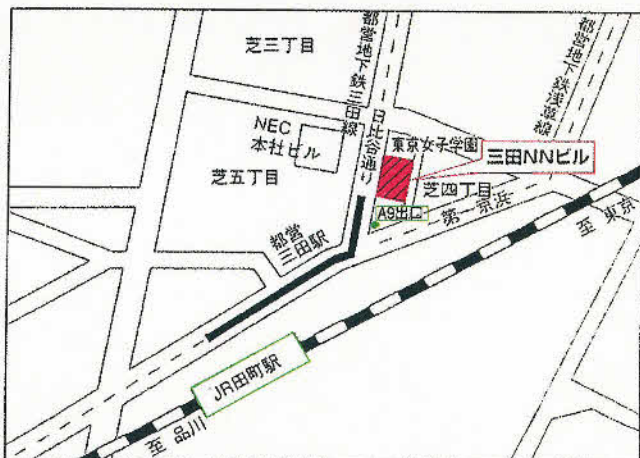 芝三丁目
都営地下鉄三田線
日比谷通り
都営地下鉄浅草線
NEC
本社ビル
東京女子学園
三田NNビル
芝五丁目
芝四丁目
A9出口
第一京浜
至 東京
都営
三田駅
JR田町駅
至 品川